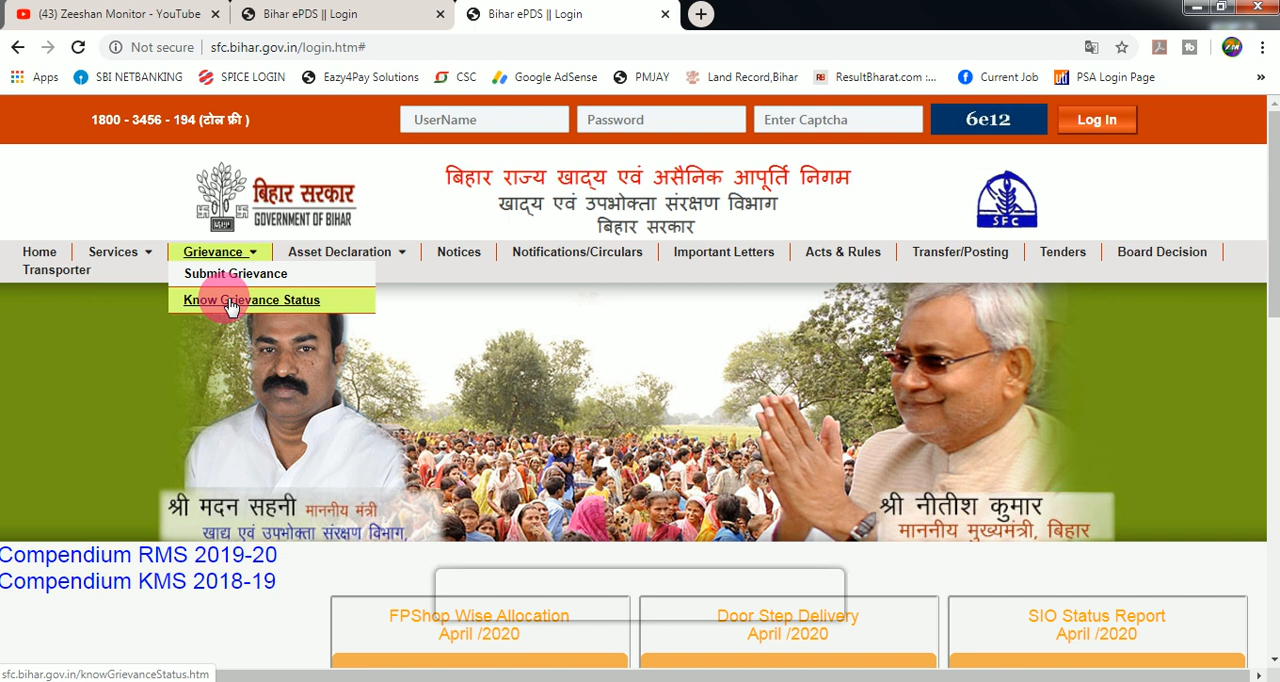 (43) Zeeshan Monitor - YouTube
Bihar ePDS || Login
Bihar ePDS || Login
Not secure
sfc.bihar.gov.in/login.htm#
Apps
SBI NETBANKING
SPICE LOGIN
Eazy4Pay Solutions
CSC
Google AdSense
PMJAY
Land Record,Bihar
ResultBharat.com :...
Current Job
PSA Login Page
»
1800 - 3456 - 194 (टोल फ्री )
UserName
Password
Enter Captcha
6e12
Log In
बिहार सरकार
GOVERNMENT OF BIHAR
बिहार राज्य खाद्य एवं असैनिक आपूर्ति निगम
खाद्य एवं उपभोक्ता संरक्षण विभाग
बिहार सरकार
SFC
Home
Services
Grievance
Asset Declaration
Notices
Notifications/Circulars
Important Letters
Acts & Rules
Transfer/Posting
Tenders
Board Decision
Transporter
Submit Grievance
Know Grievance Status
श्री मदन सहनी माननीय मंत्री
खाद्य एवं उपभोक्ता संरक्षण विभाग,
श्री नीतीश कुमार
माननीय मुख्यमंत्री, बिहार
Compendium RMS 2019-20
Compendium KMS 2018-19
FPShop Wise Allocation
April /2020
Door Step Delivery
April /2020
SIO Status Report
April /2020
sfc.bihar.gov.in/knowGrievanceStatus.htm